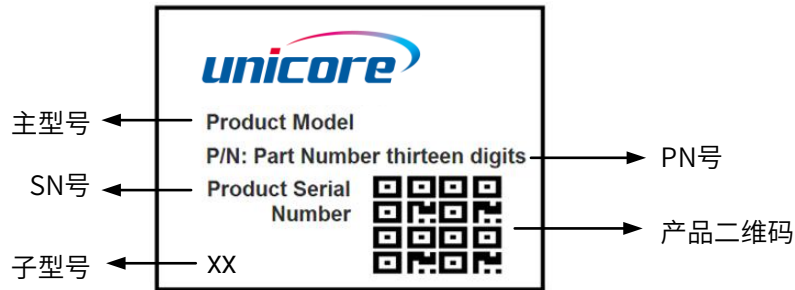 unicore
主型号
Product Model
P/N: Part Number thirteen digits
PN号
SN号
Product Serial
Number
产品二维码
子型号
XX